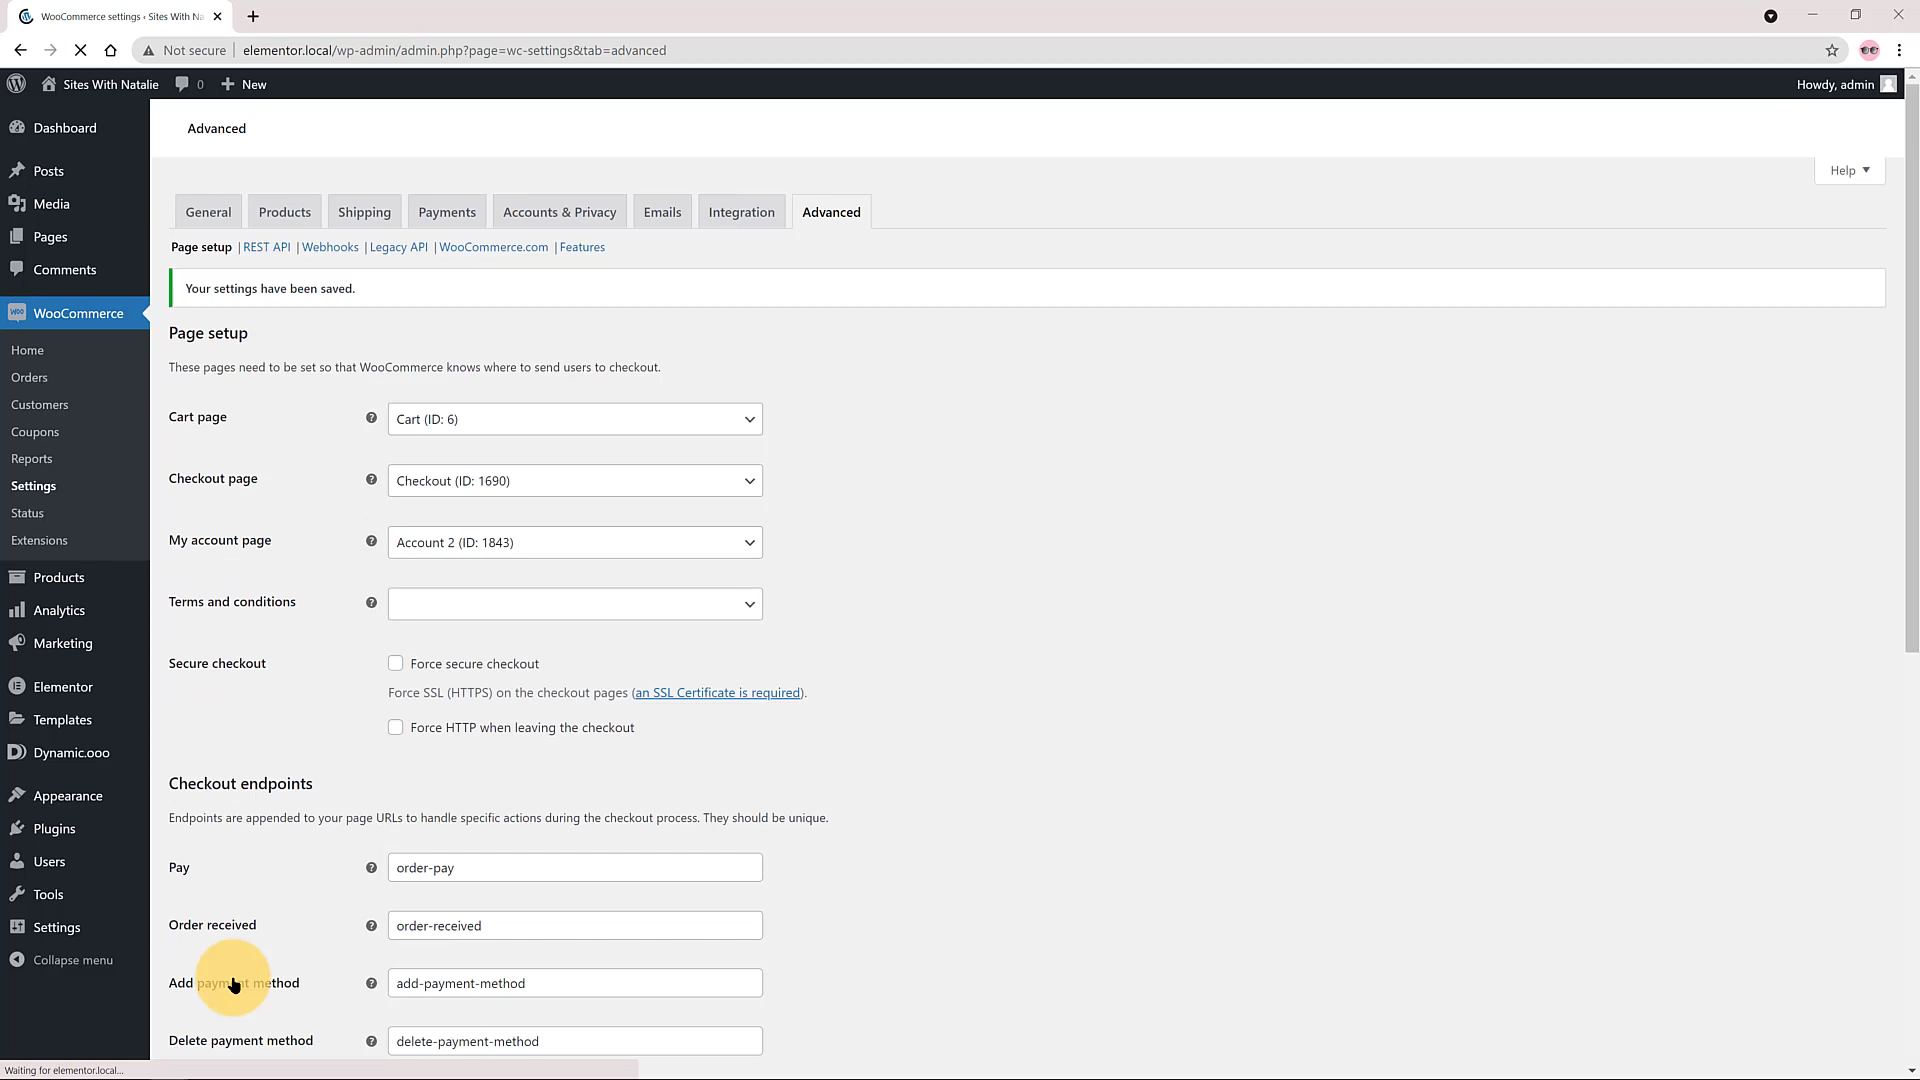 WooCommerce settings ‹ Sites With Na
Not secure
elementor.local/wp-admin/admin.php?page=wc-settings&tab=advanced
Sites With Natalie
0
New
Howdy, admin
Dashboard
Posts
Media
Pages
Comments
WooCommerce
Home
Orders
Customers
Coupons
Reports
Settings
Status
Extensions
Products
Analytics
Marketing
Elementor
Templates
Dynamic.ooo
Appearance
Plugins
Users
Tools
Settings
Collapse menu
Advanced
Help
General
Products
Shipping
Payments
Accounts & Privacy
Emails
Integration
Advanced
Page setup | REST API | Webhooks | Legacy API | WooCommerce.com | Features
Your settings have been saved.
Page setup
These pages need to be set so that WooCommerce knows where to send users to checkout.
Cart page
Cart (ID: 6)
Checkout page
Checkout (ID: 1690)
My account page
Account 2 (ID: 1843)
Terms and conditions
Secure checkout
Force secure checkout
Force SSL (HTTPS) on the checkout pages (an SSL Certificate is required).
Force HTTP when leaving the checkout
Checkout endpoints
Endpoints are appended to your page URLs to handle specific actions during the checkout process. They should be unique.
Pay
order-pay
Order received
order-received
Add payment method
add-payment-method
Delete payment method
delete-payment-method
Waiting for elementor.local...